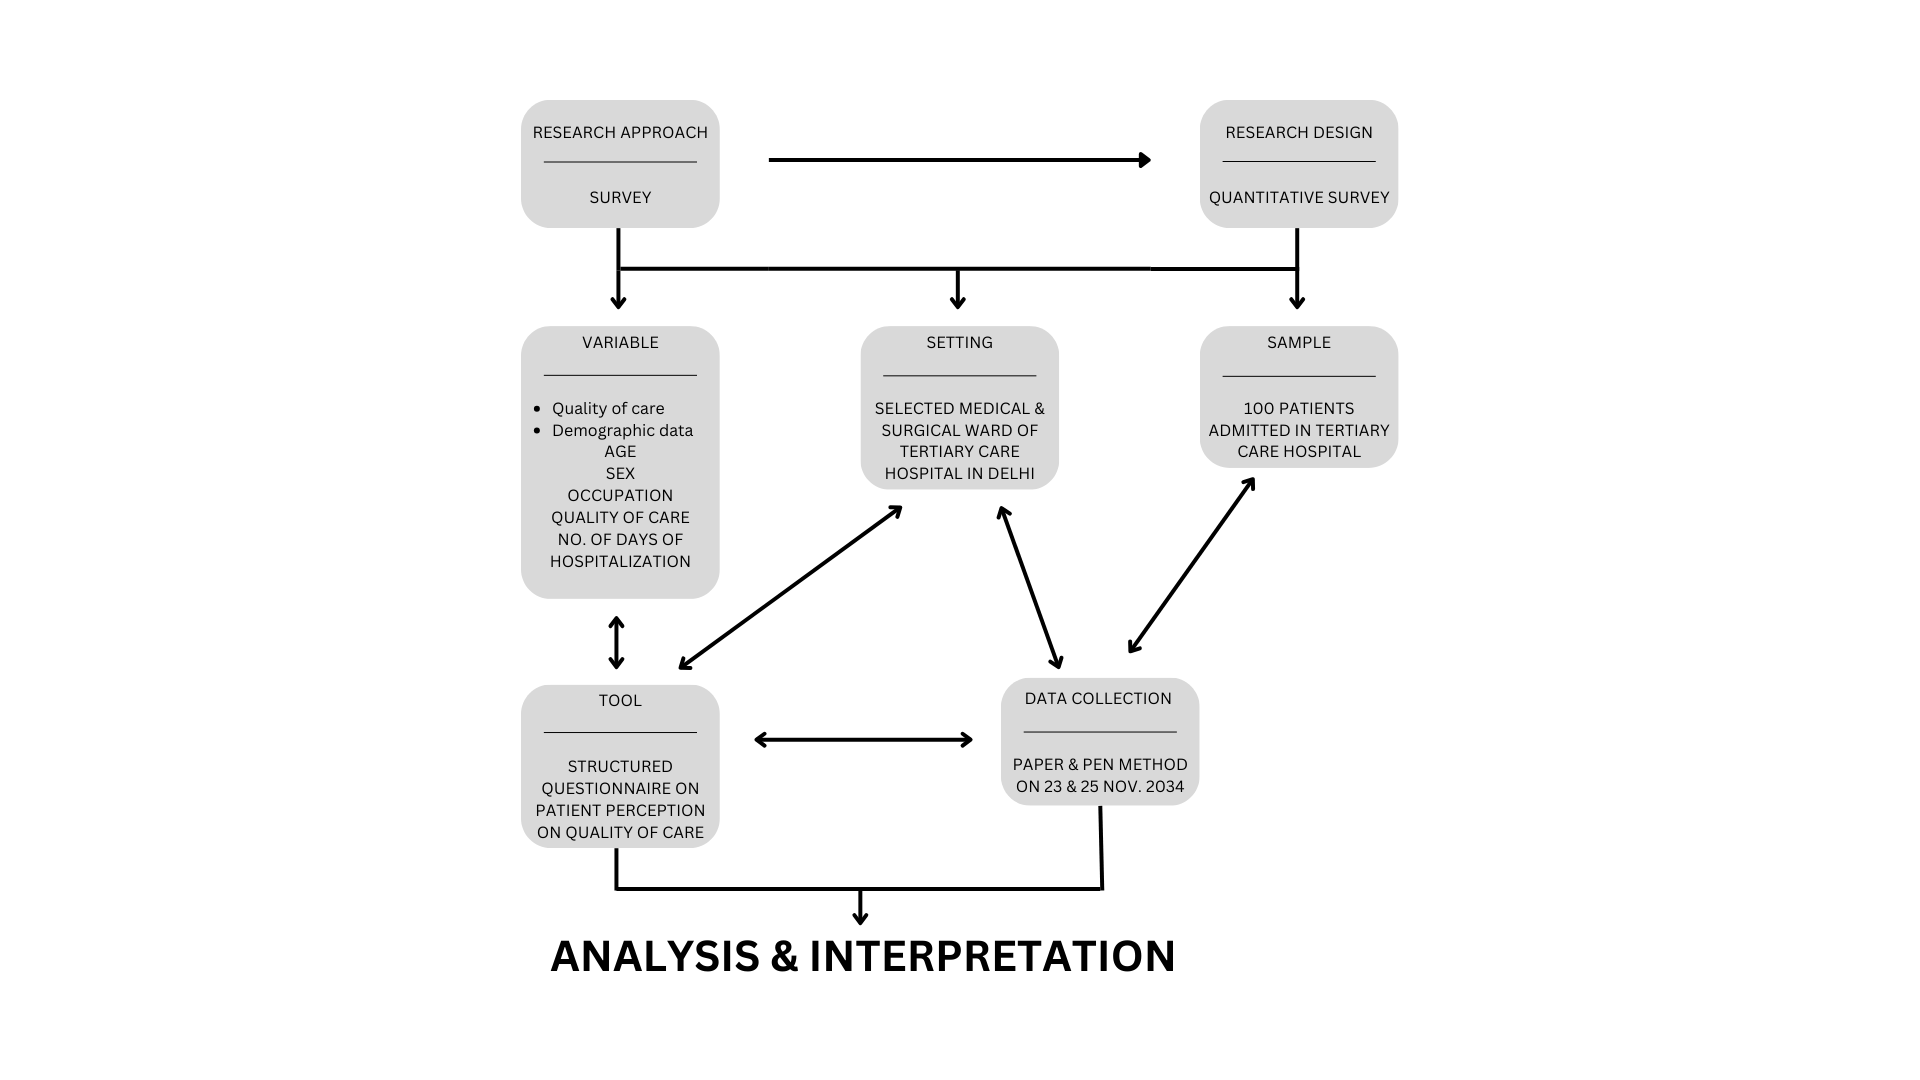 RESEARCH APPROACH
SURVEY
RESEARCH DESIGN
QUANTITATIVE SURVEY
VARIABLE
• Quality of care
• Demographic data
AGE
SEX
OCCUPATION
QUALITY OF CARE
NO. OF DAYS OF
HOSPITALIZATION
SETTING
SELECTED MEDICAL &
SURGICAL WARD OF
TERTIARY CARE
HOSPITAL IN DELHI
SAMPLE
100 PATIENTS
ADMITTED IN TERTIARY
CARE HOSPITAL
TOOL
STRUCTURED
QUESTIONNAIRE ON
PATIENT PERCEPTION
ON QUALITY OF CARE
DATA COLLECTION
PAPER & PEN METHOD
ON 23 & 25 NOV. 2034
ANALYSIS & INTERPRETATION